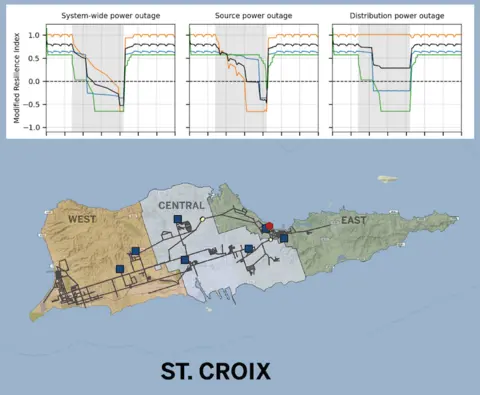 System-wide power outage
Source power outage
Distribution power outage
Modified Resilience Index
1.0
0.5
0.0
−0.5
−1.0
WEST
CENTRAL
EAST
ST. CROIX